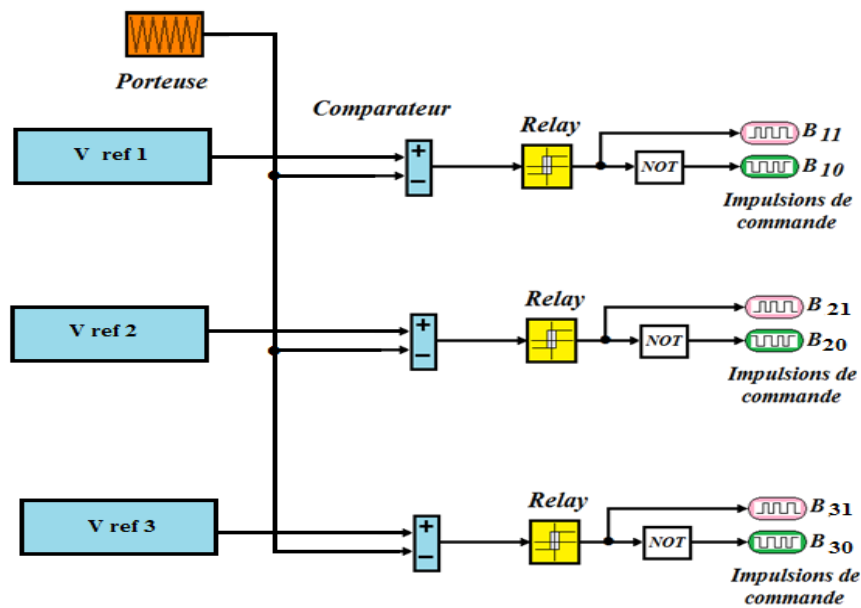 Porteuse
Comparateur
V ref 1
+
−
Relay
NOT
B 11
B 10
Impulsions de
commande
V ref 2
+
−
Relay
NOT
B 21
B 20
Impulsions de
commande
V ref 3
+
−
Relay
NOT
B 31
B 30
Impulsions de
commande